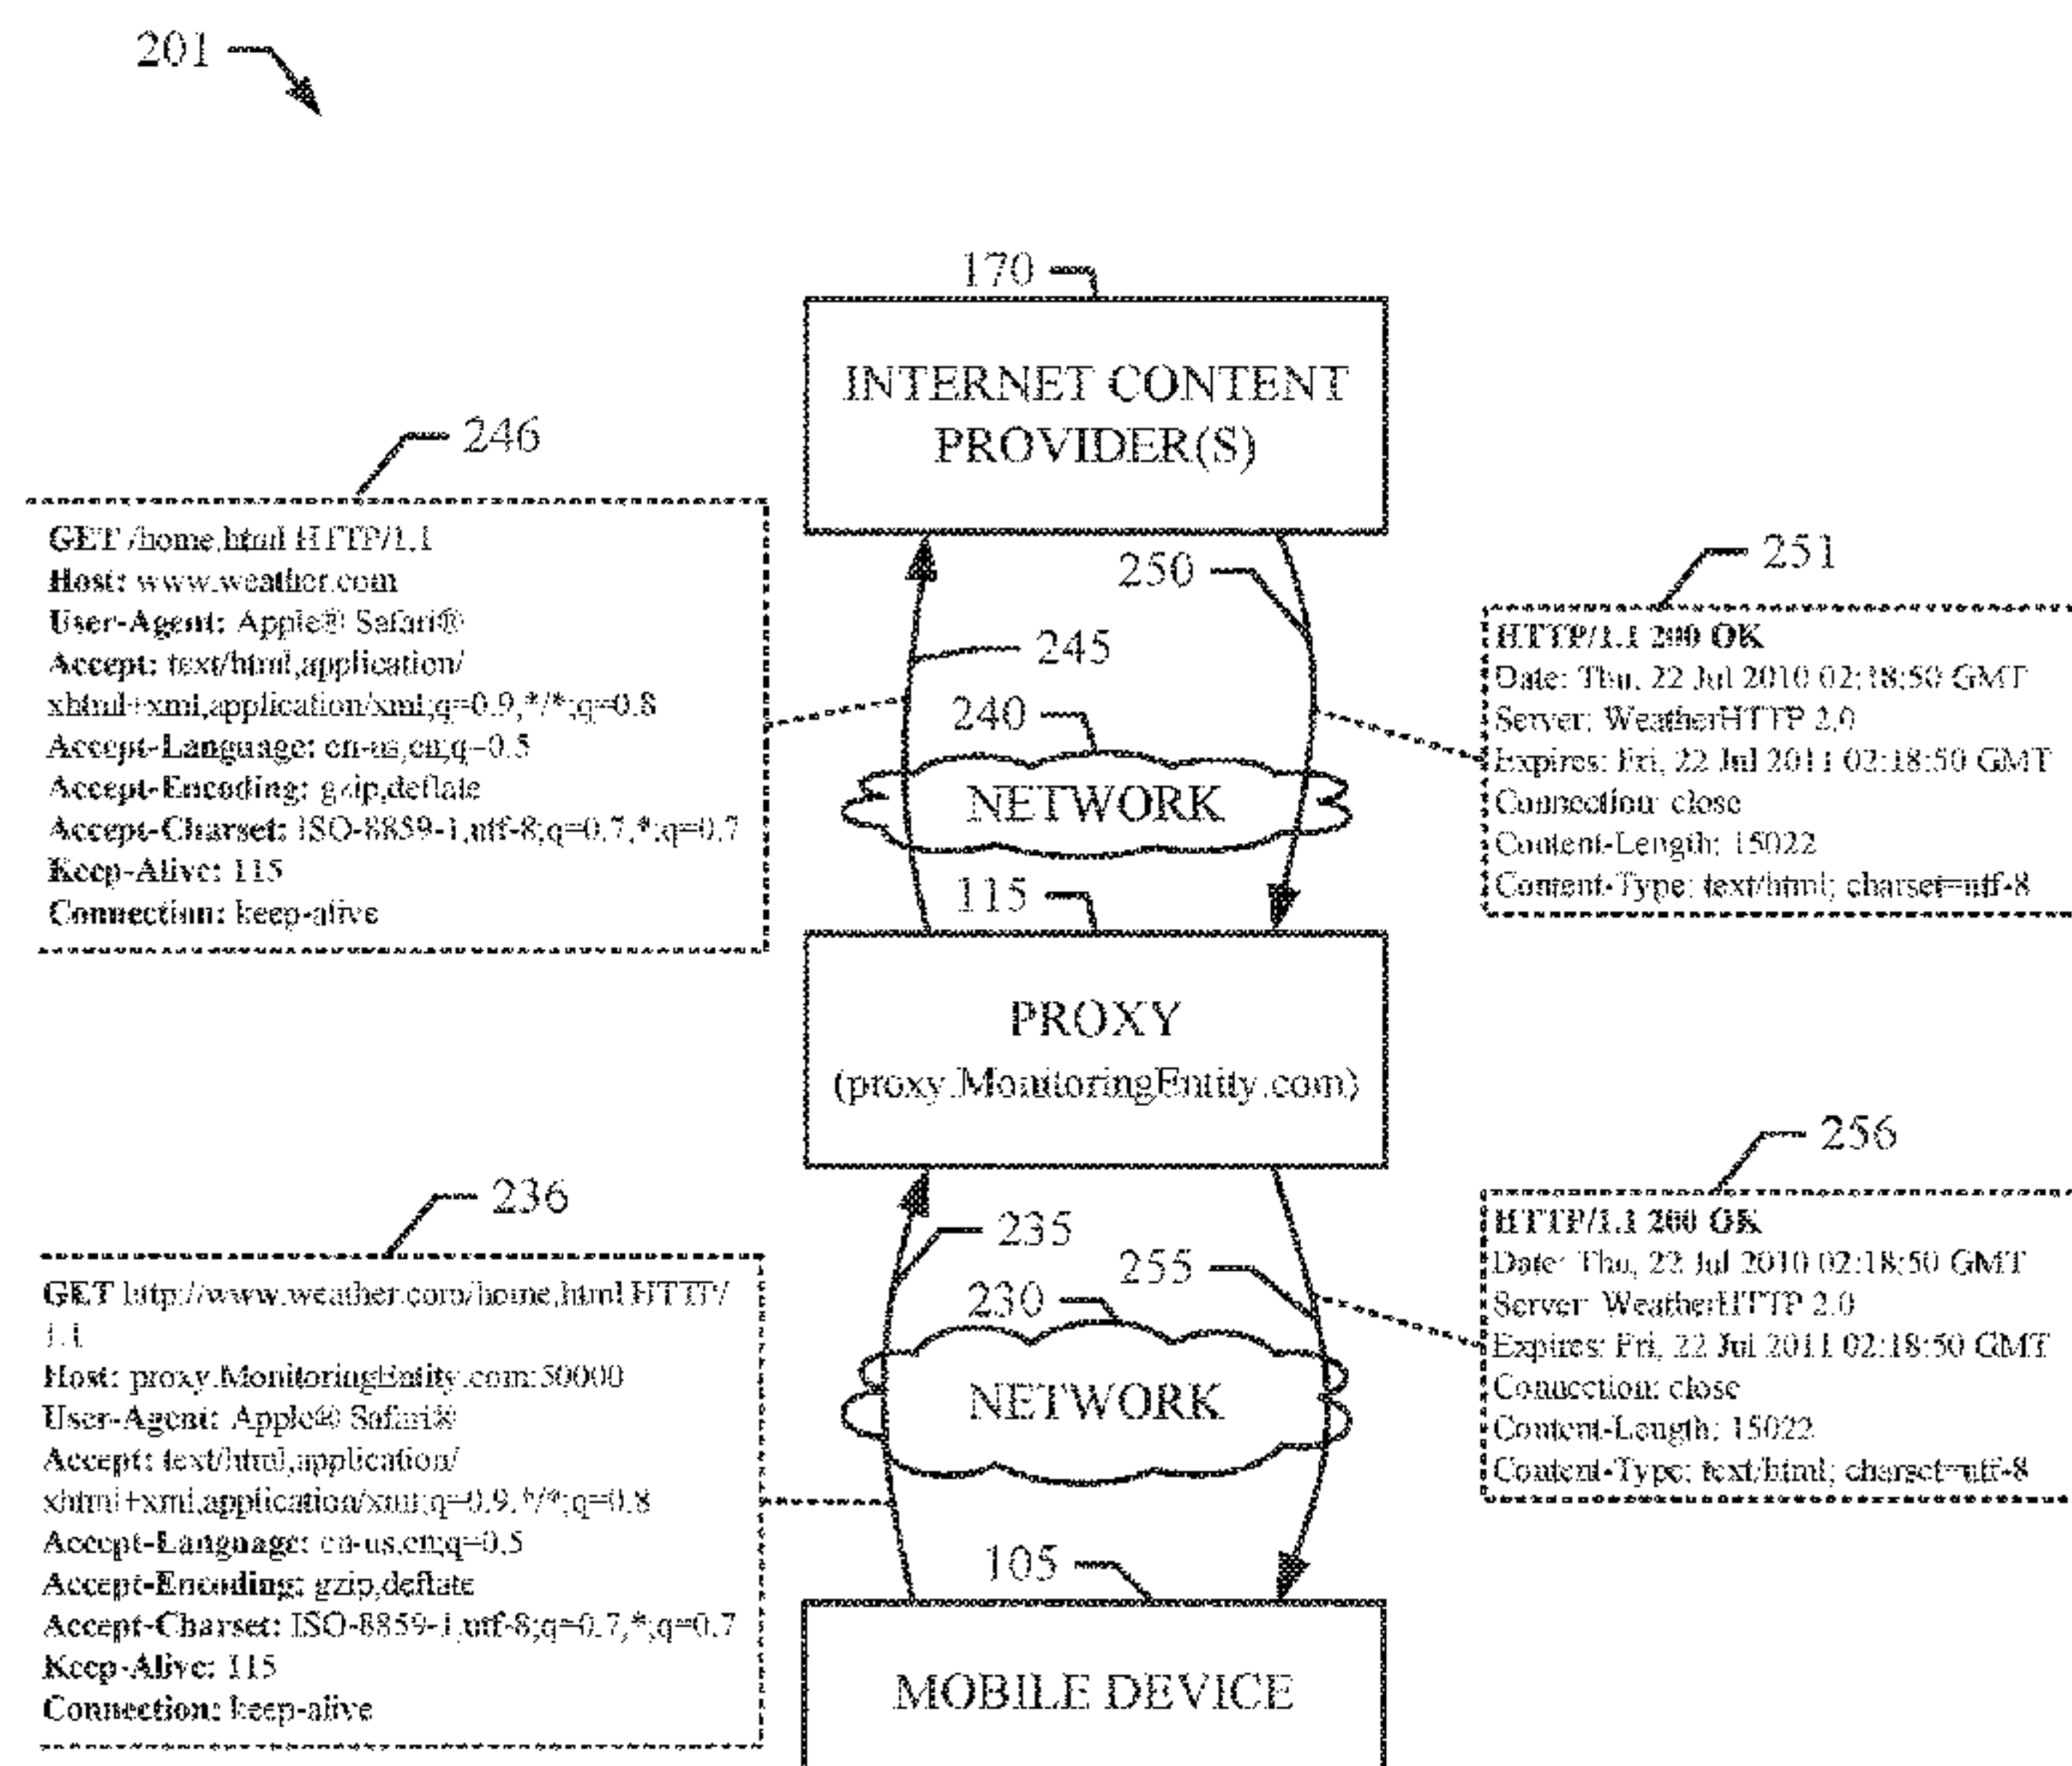 201
170
INTERNET CONTENT
PROVIDER(S)
246
GET /home.html HTTP/1.1
Host: www.weather.com
User-Agent: Apple® Safari®
Accept: text/html,application/
xhtml+xml,application/xml;q=0.9,*/*;q=0.8
Accept-Language: en-us,en;q=0.5
Accept-Encoding: gzip,deflate
Accept-Charset: ISO-8859-1,utf-8;q=0.7,*;q=0.7
Keep-Alive: 115
Connection: keep-alive
250
245
240
NETWORK
251
HTTP/1.1 200 OK
Date: Thu, 22 Jul 2010 02:18:50 GMT
Server: WeatherHTTP 2.0
Expires: Fri, 22 Jul 2011 02:18:50 GMT
Connection: close
Content-Length: 15022
Content-Type: text/html; charset=utf-8
115
PROXY
(proxy.MonitoringEntity.com)
236
GET http://www.weather.com/home.html HTTP/
1.1
Host: proxy.MonitoringEntity.com:50000
User-Agent: Apple® Safari®
Accept: text/html,application/
xhtml+xml,application/xml;q=0.9,*/*;q=0.8
Accept-Language: en-us,en;q=0.5
Accept-Encoding: gzip,deflate
Accept-Charset: ISO-8859-1,utf-8;q=0.7,*;q=0.7
Keep-Alive: 115
Connection: keep-alive
235
255
230
NETWORK
256
HTTP/1.1 200 OK
Date: Thu, 22 Jul 2010 02:18:50 GMT
Server: WeatherHTTP 2.0
Expires: Fri, 22 Jul 2011 02:18:50 GMT
Connection: close
Content-Length: 15022
Content-Type: text/html; charset=utf-8
105
MOBILE DEVICE